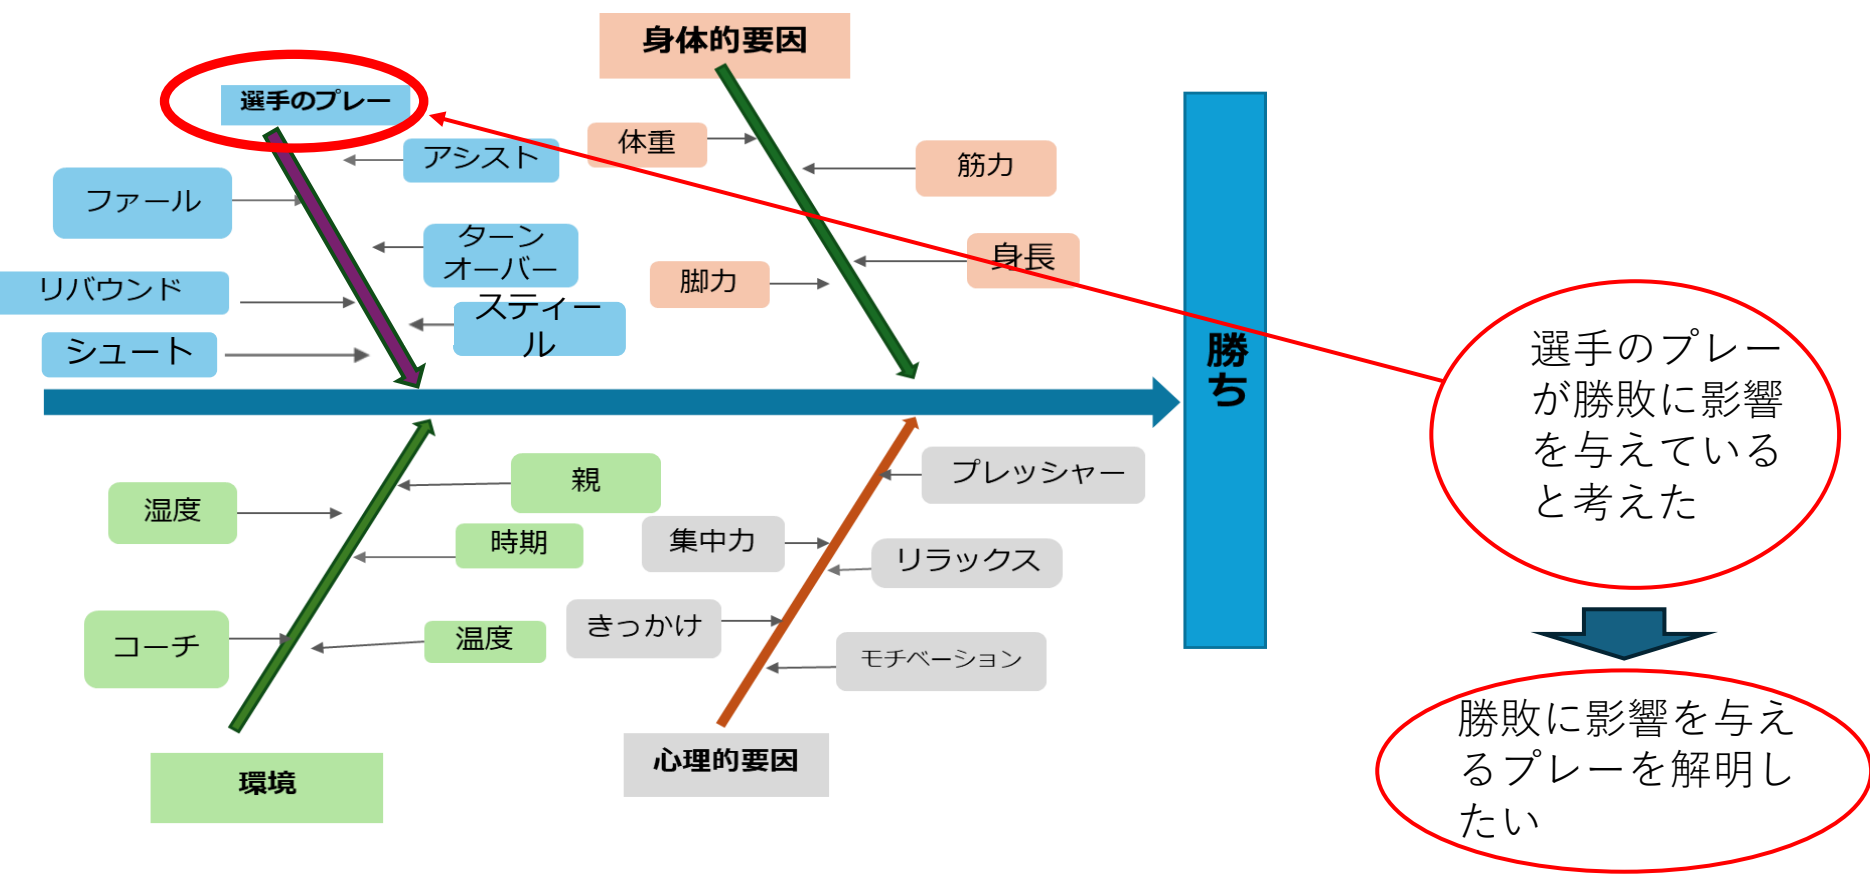 身体的要因
選手のプレー
体重
アシスト
筋力
ファール
ターン
オーバー
身長
脚力
リバウンド
スティー
ル
シュート
勝
ち
選手のプレー
が勝敗に影響
を与えている
と考えた
プレッシャー
親
湿度
時期
集中力
リラックス
きっかけ
コーチ
温度
モチベーション
心理的要因
環境
勝敗に影響を与え
るプレーを解明し
たい